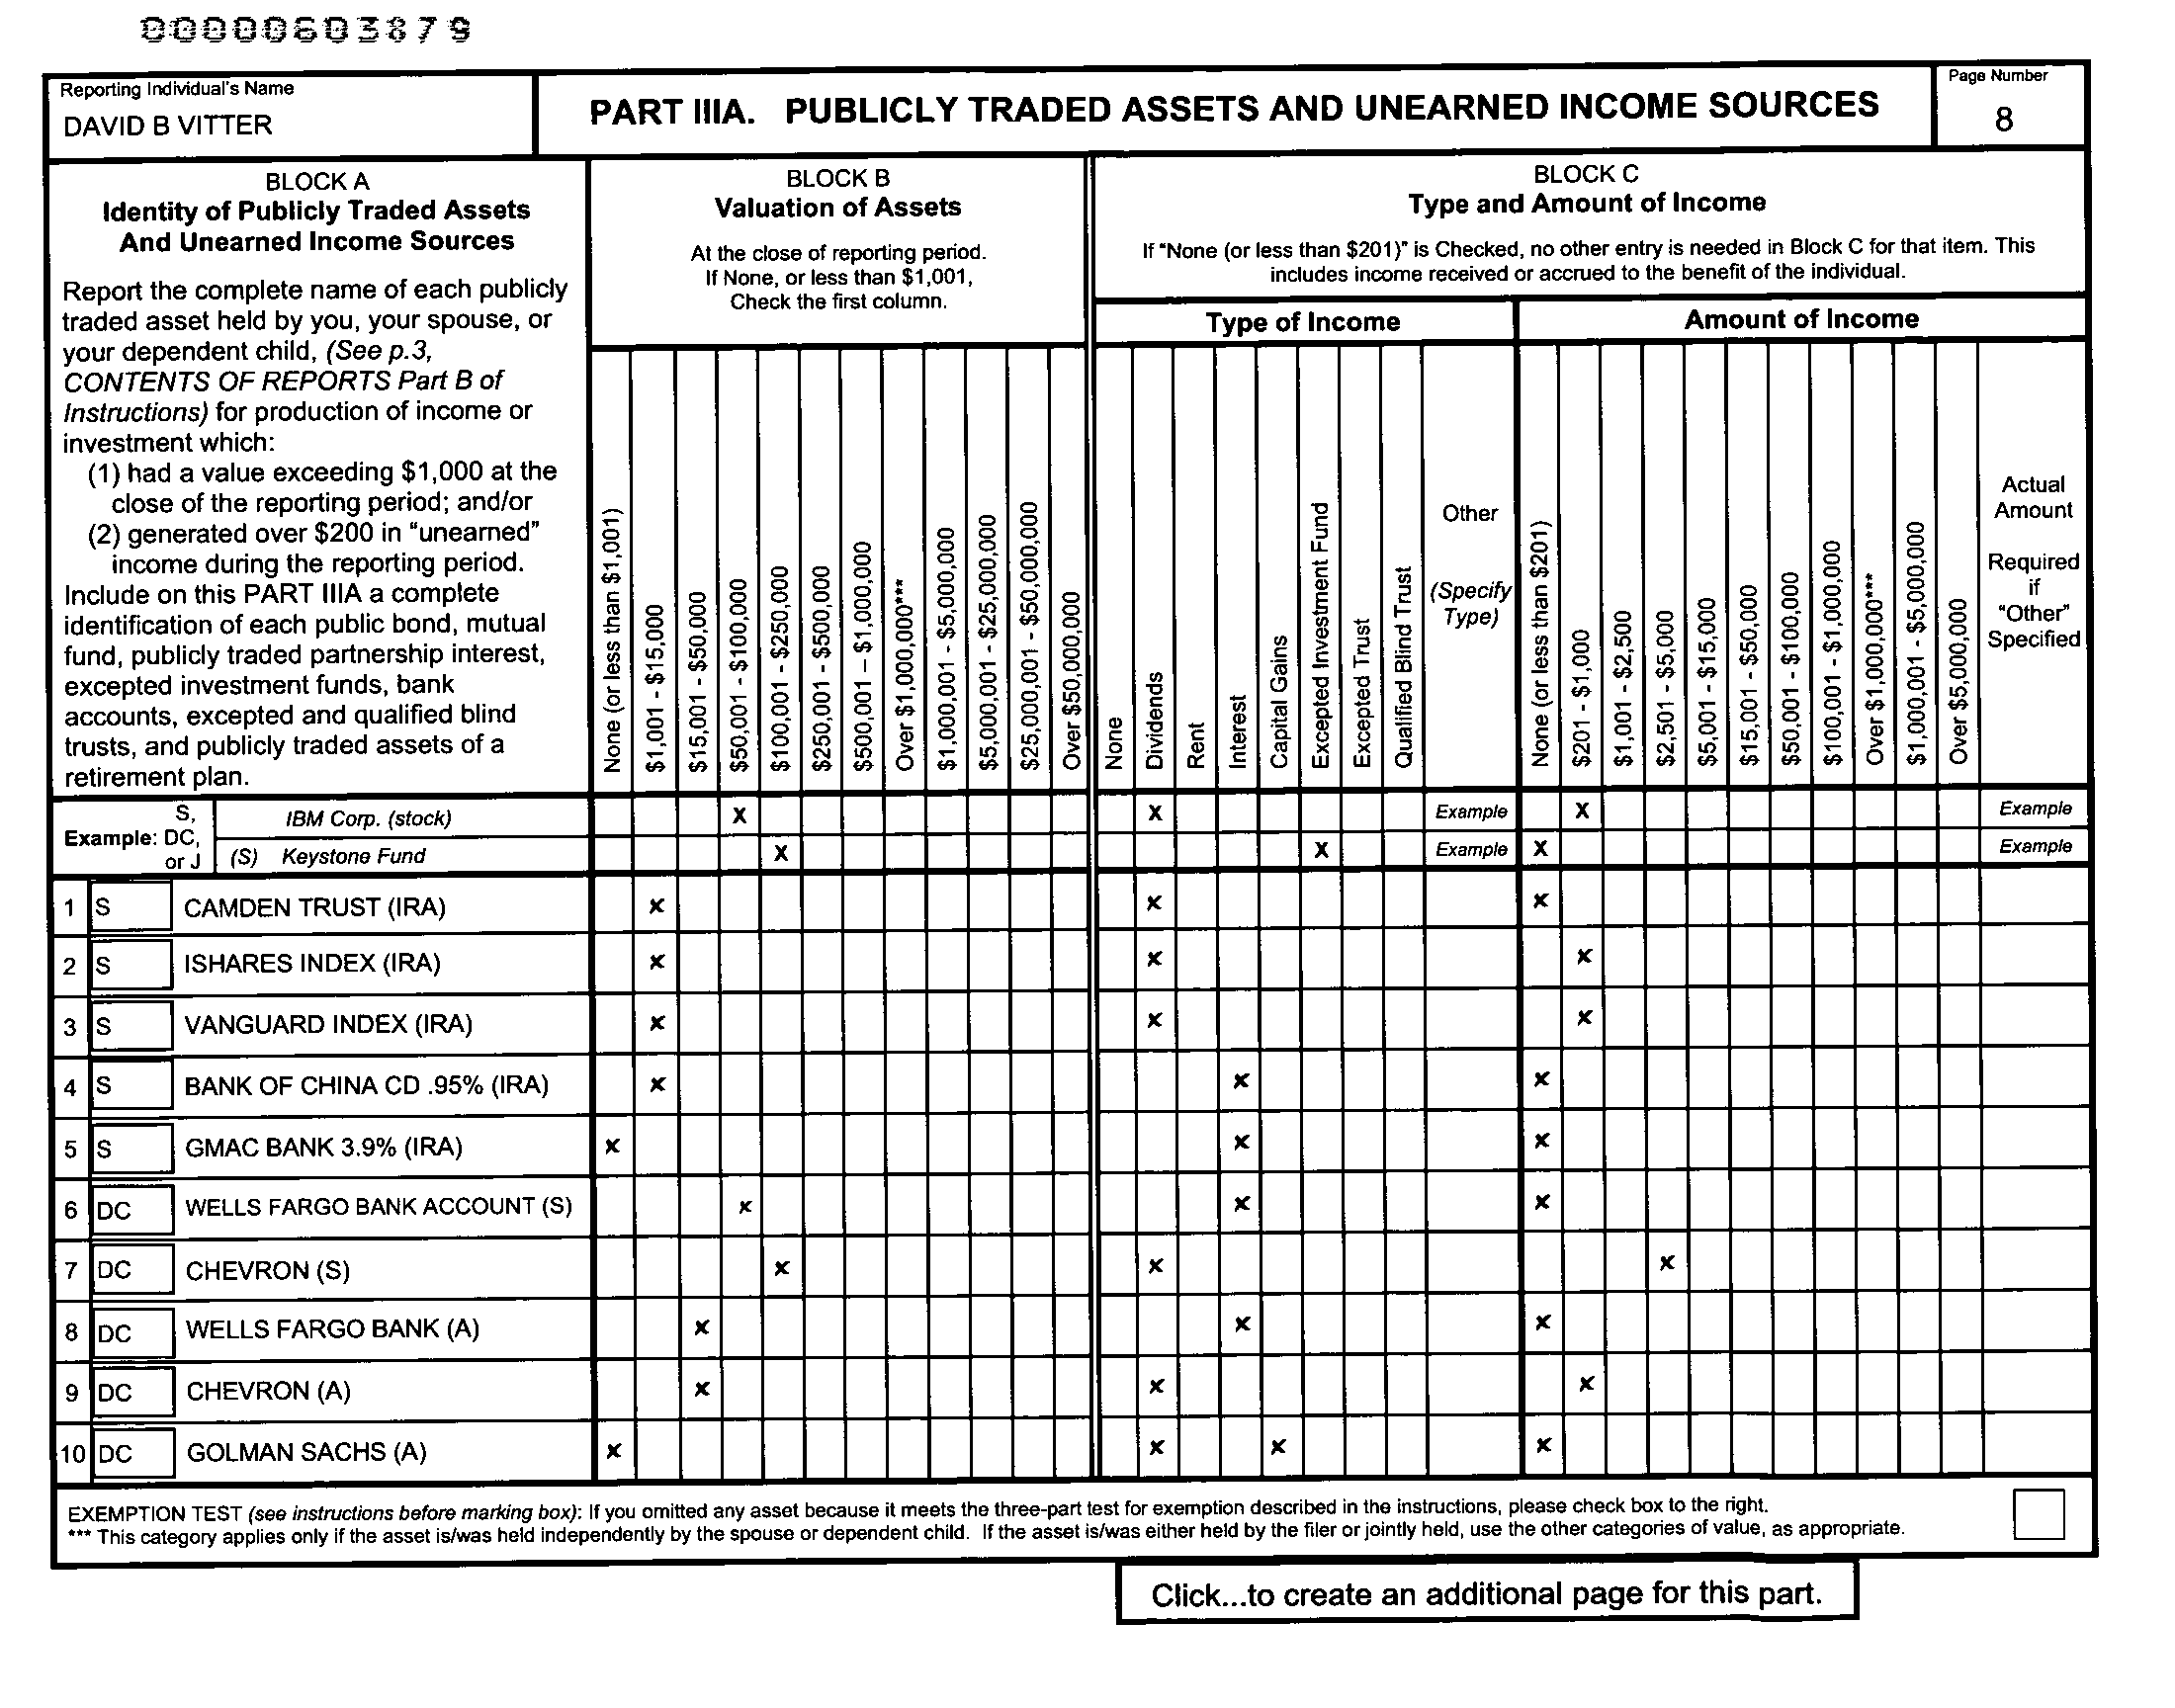 00000603879
Reporting Individual's Name
DAVID B VITTER
PART IIIA. PUBLICLY TRADED ASSETS AND UNEARNED INCOME SOURCES
Page Number
8
BLOCK A
Identity of Publicly Traded Assets
And Unearned Income Sources
Report the complete name of each publicly
traded asset held by you, your spouse, or
your dependent child, (See p.3,
CONTENTS OF REPORTS Part B of
Instructions) for production of income or
investment which:
(1) had a value exceeding $1,000 at the
close of the reporting period; and/or
(2) generated over $200 in "unearned"
income during the reporting period.
Include on this PART IIIA a complete
identification of each public bond, mutual
fund, publicly traded partnership interest,
excepted investment funds, bank
accounts, excepted and qualified blind
trusts, and publicly traded assets of a
retirement plan.
BLOCK B
Valuation of Assets
At the close of reporting period.
If None, or less than $1,001,
Check the first column.
None (or less than $1,001)
$1,001 - $15,000
$15,001 - $50,000
$50,001 - $100,000
$100,001 - $250,000
$250,001 - $500,000
$500,001 – $1,000,000
Over $1,000,000***
$1,000,001 - $5,000,000
$5,000,001 - $25,000,000
$25,000,001 - $50,000,000
Over $50,000,000
BLOCK C
Type and Amount of Income
If "None (or less than $201)" is Checked, no other entry is needed in Block C for that item. This
includes income received or accrued to the benefit of the individual.
Type of Income
None
Dividends
Rent
Interest
Capital Gains
Excepted Investment Fund
Excepted Trust
Qualified Blind Trust
Other
(Specify
Type)
Amount of Income
None (or less than $201)
$201 - $1,000
$1,001 - $2,500
$2,501 - $5,000
$5,001 - $15,000
$15,001 - $50,000
$50,001 - $100,000
$100,001 - $1,000,000
Over $1,000,000***
$1,000,001 - $5,000,000
Over $5,000,000
Actual
Amount
Required
if
"Other"
Specified
Example: S,
DC,
or J
IBM Corp. (stock) X X Example X Example
(S) Keystone Fund X X Example X Example
1 S CAMDEN TRUST (IRA) x x x
2 S ISHARES INDEX (IRA) x x x
3 S VANGUARD INDEX (IRA) x x x
4 S BANK OF CHINA CD .95% (IRA) x x x
5 S GMAC BANK 3.9% (IRA) x x x
6 DC WELLS FARGO BANK ACCOUNT (S) x x x
7 DC CHEVRON (S) x x x
8 DC WELLS FARGO BANK (A) x x x
9 DC CHEVRON (A) x x x
10 DC GOLMAN SACHS (A) x x x x
EXEMPTION TEST (see instructions before marking box): If you omitted any asset because it meets the three-part test for exemption described in the instructions, please check box to the right.
*** This category applies only if the asset is/was held independently by the spouse or dependent child. If the asset is/was either held by the filer or jointly held, use the other categories of value, as appropriate.
Click...to create an additional page for this part.